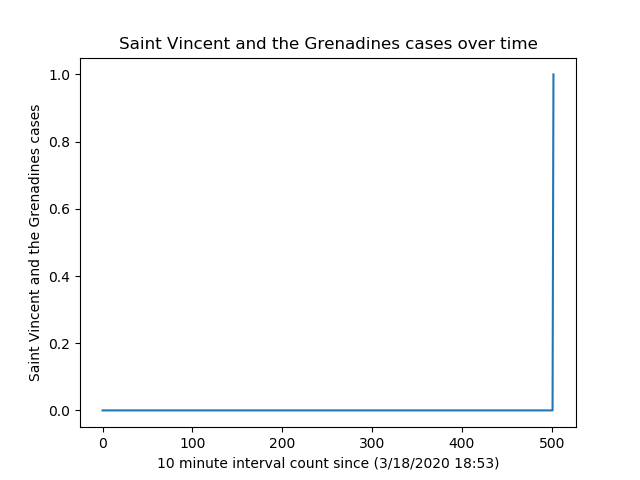 Saint Vincent and the Grenadines cases over time
1.0
0.8
0.6
0.4
0.2
0.0
Saint Vincent and the Grenadines cases
0 100 200 300 400 500
10 minute interval count since (3/18/2020 18:53)